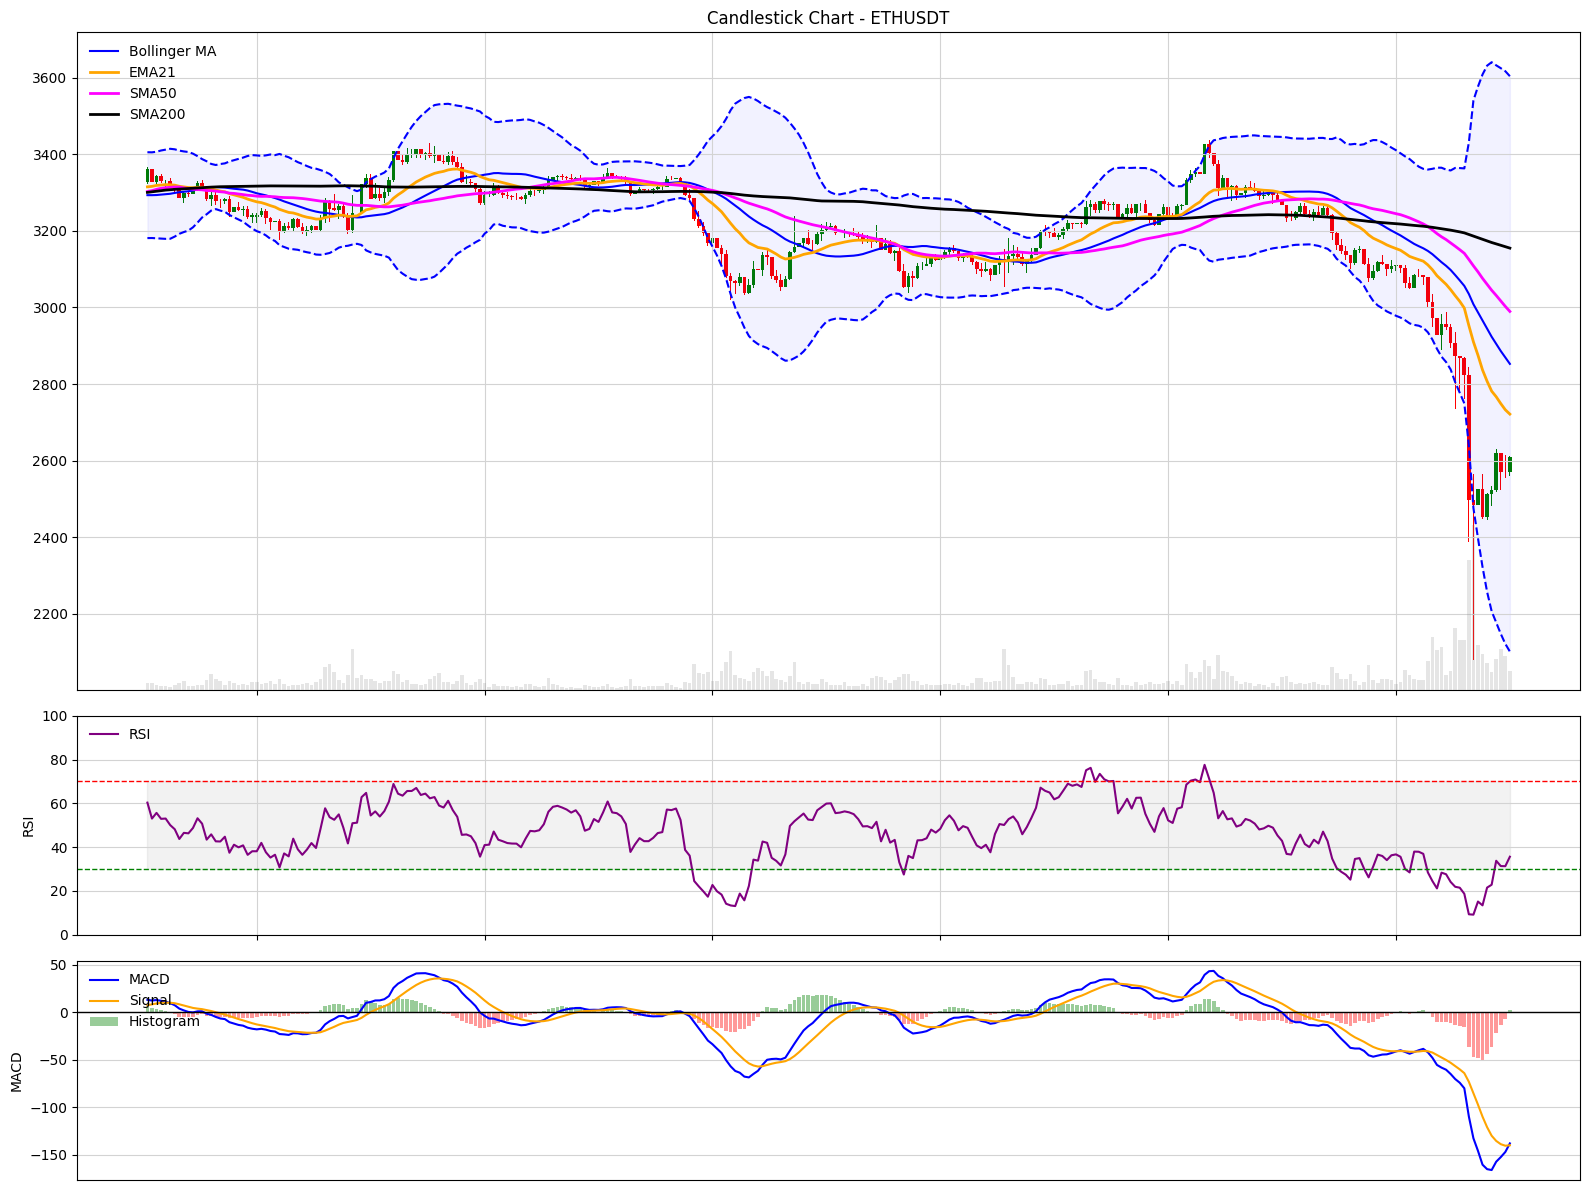 Candlestick Chart - ETHUSDT
Bollinger MA
EMA21
SMA50
SMA200
3600
3400
3200
3000
2800
2600
2400
2200
RSI
RSI
100
80
60
40
20
0
MACD
Signal
Histogram
MACD
50
0
−50
−100
−150